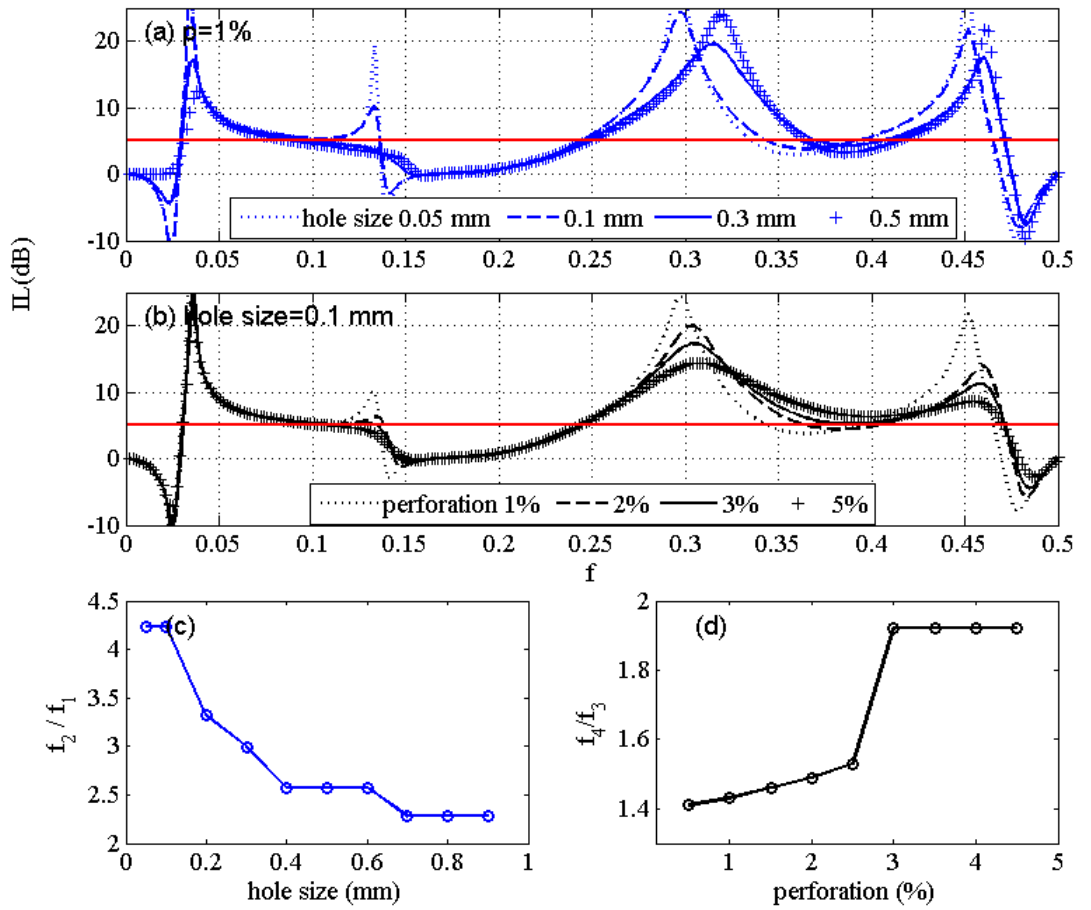 (a) p=1%
20
10
0
-10
hole size 0.05 mm 0.1 mm 0.3 mm 0.5 mm
0 0.05 0.1 0.15 0.2 0.25 0.3 0.35 0.4 0.45 0.5
IL(dB)
(b) Hole size=0.1 mm
20
10
0
-10
perforation 1% 2% 3% 5%
0 0.05 0.1 0.15 0.2 0.25 0.3 0.35 0.4 0.45 0.5
f
(c)
4.5
4
3.5
3
2.5
2
f₂ / f₁
0 0.2 0.4 0.6 0.8 1
hole size (mm)
(d)
2
1.8
1.6
1.4
f₄/f₃
1 2 3 4 5
perforation (%)